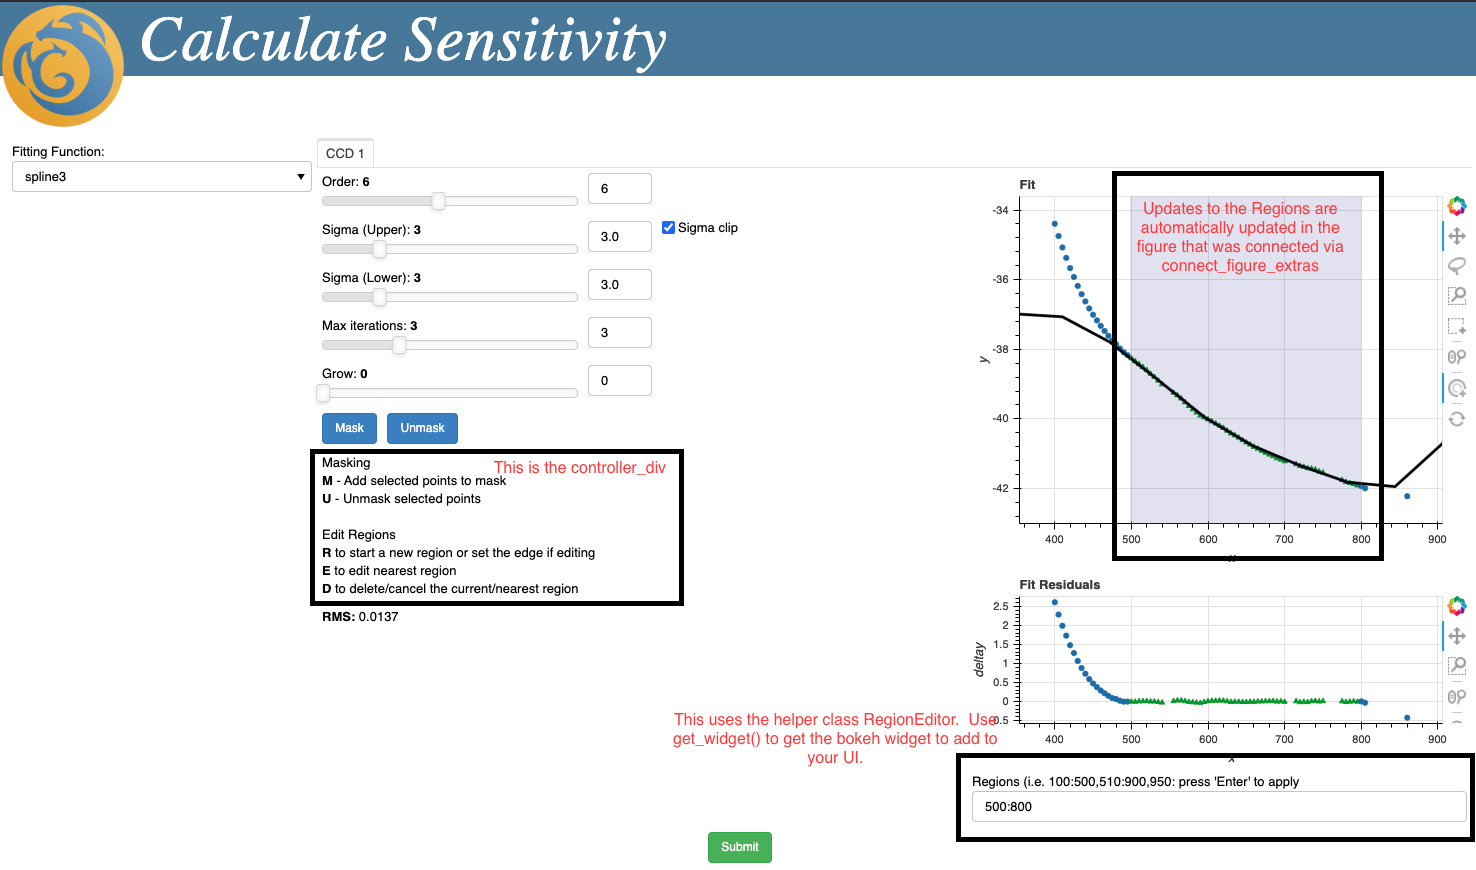 Calculate Sensitivity
Fitting Function:
spline3
CCD 1
Order: 6
6
Sigma (Upper): 3
3.0
Sigma clip
Sigma (Lower): 3
3.0
Max iterations: 3
3
Grow: 0
0
Mask
Unmask
Masking
This is the controller_div
M - Add selected points to mask
U - Unmask selected points
Edit Regions
R to start a new region or set the edge if editing
E to edit nearest region
D to delete/cancel the current/nearest region
RMS: 0.0137
Fit
Updates to the Regions are
automatically updated in the
figure that was connected via
connect_figure_extras
-34
-36
-38
-40
-42
y
400
500
600
700
800
900
Fit Residuals
2.5
2
1.5
1
0.5
0
0.5
deltay
400
500
600
700
800
900
x
This uses the helper class RegionEditor. Use
get_widget() to get the bokeh widget to add to
your UI.
Regions (i.e. 100:500,510:900,950: press 'Enter' to apply
500:800
Submit